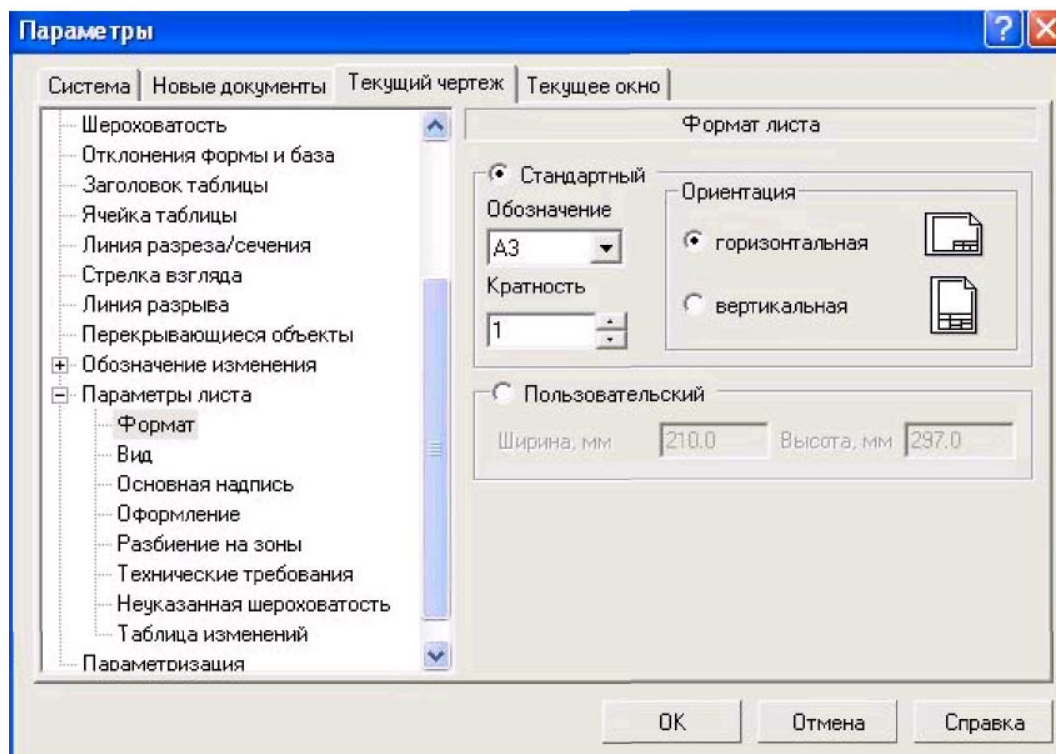 Параметры
Система
Новые документы
Текущий чертеж
Текущее окно
Шероховатость
Отклонения формы и база
Заголовок таблицы
Ячейка таблицы
Линия разреза/сечения
Стрелка взгляда
Линия разрыва
Перекрывающиеся объекты
Обозначение изменения
Параметры листа
Формат
Вид
Основная надпись
Оформление
Разбиение на зоны
Технические требования
Неуказанная шероховатость
Таблица изменений
Параметризация
Формат листа
Стандартный
Обозначение
А3
Кратность
1
Ориентация
горизонтальная
вертикальная
Пользовательский
Ширина, мм 210.0 Высота, мм 297.0
OK
Отмена
Справка